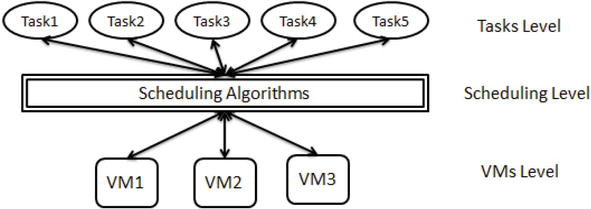 Task1 Task2 Task3 Task4 Task5 Tasks Level
Scheduling Algorithms Scheduling Level
VM1 VM2 VM3 VMs Level